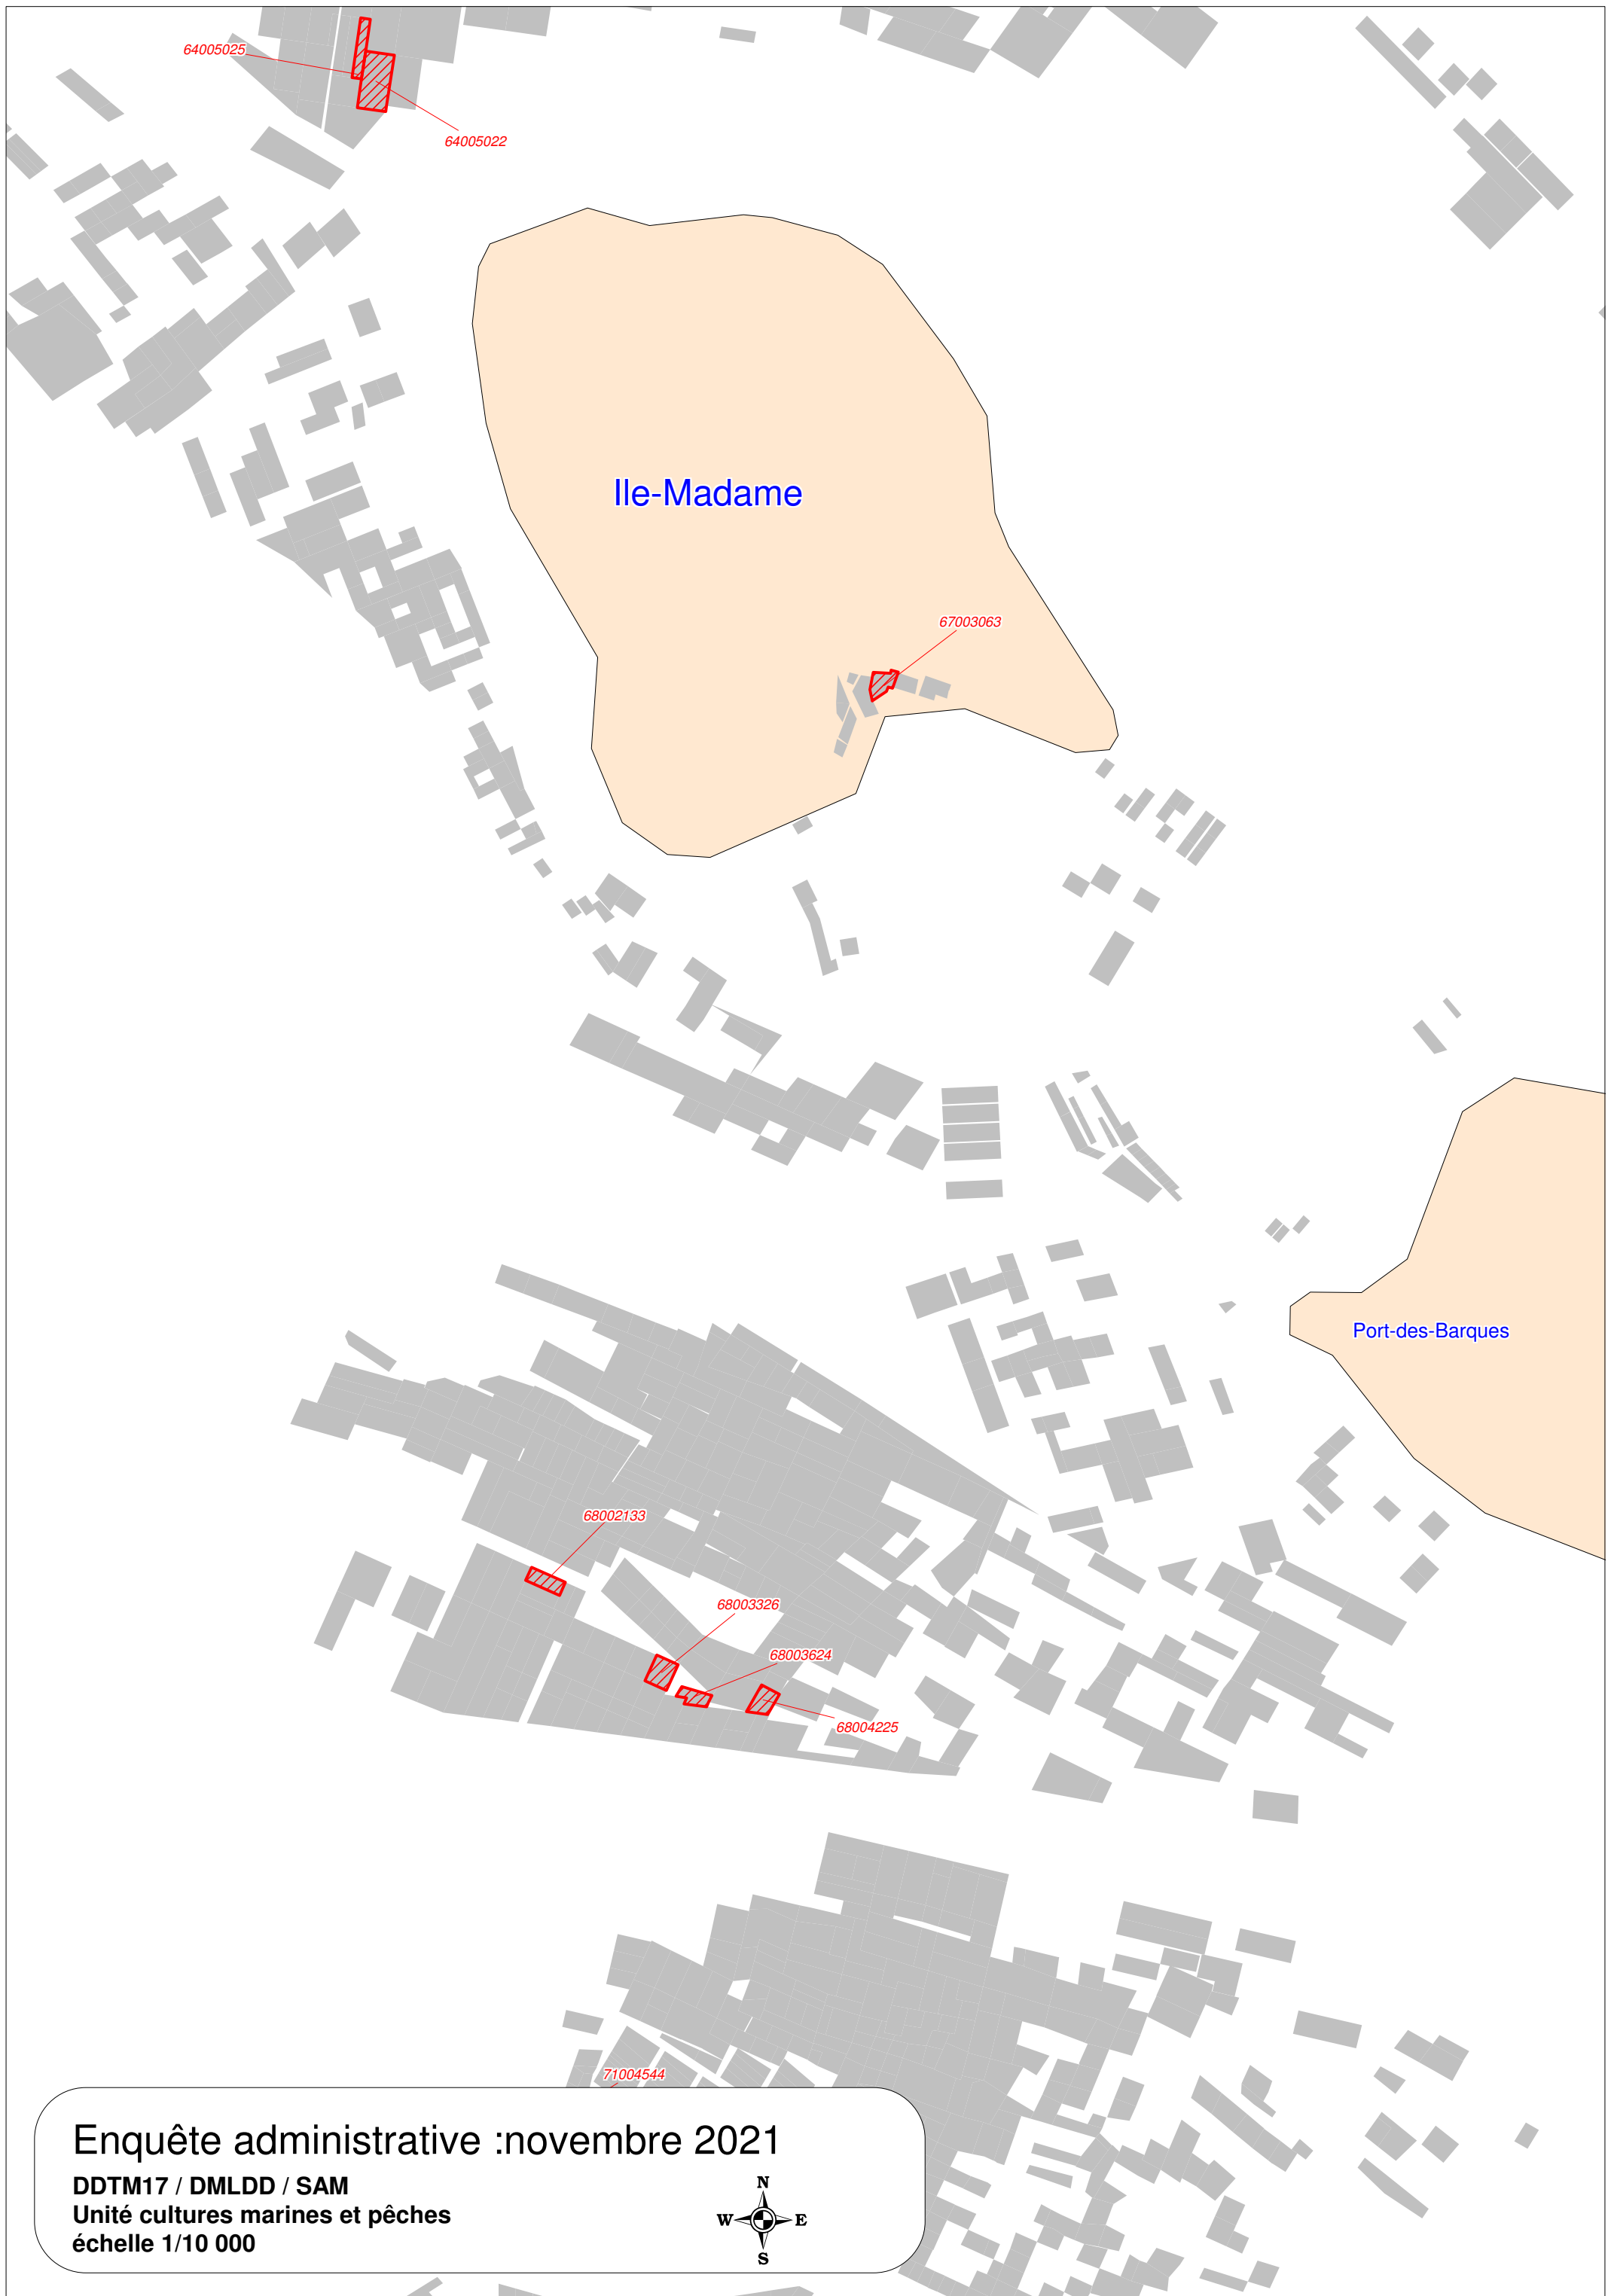 64005025
64005022
Ile-Madame
67003063
Port-des-Barques
68002133
68003326
68003624
68004225
71004544
Enquête administrative :novembre 2021
DDTM17 / DMLDD / SAM
Unité cultures marines et pêches
échelle 1/10 000
N
W E
S